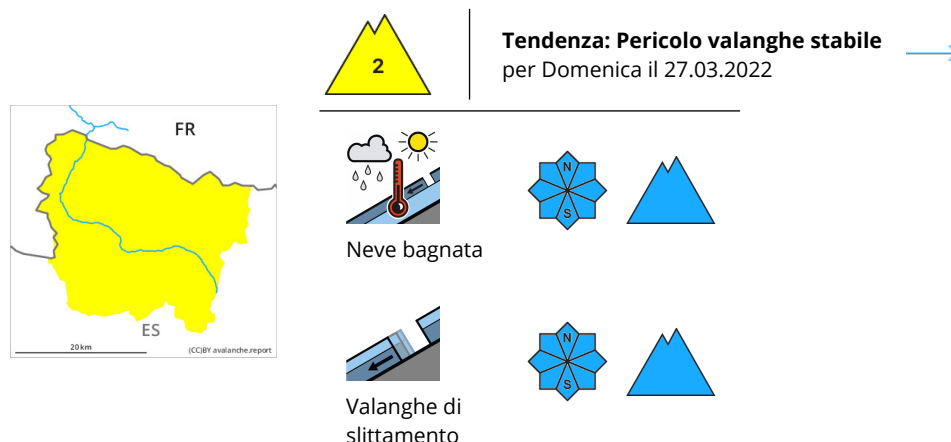 2
Tendenza: Pericolo valanghe stabile
per Domenica il 27.03.2022
FR
ES
20 km
(CC)BY avalanche.report
N
S
Neve bagnata
N
S
Valanghe di
slittamento